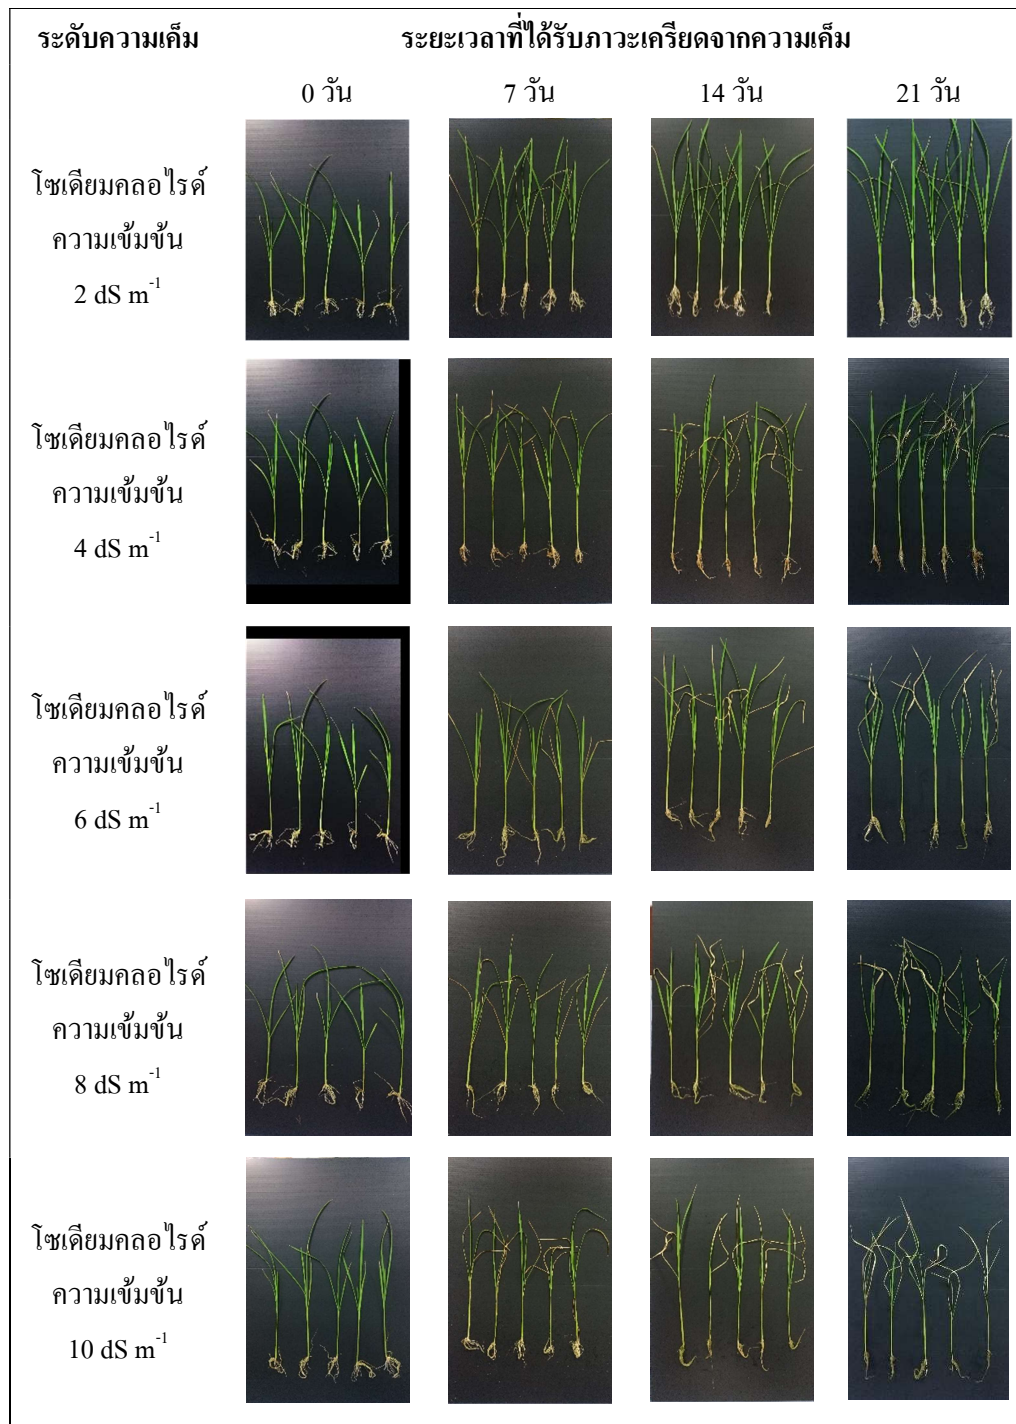 ระดับความเค็ม
ระยะเวลาที่ได้รับภาวะเครียดจากความเค็ม
0 วัน
7 วัน
14 วัน
21 วัน
โซเดียมคลอไรด์
ความเข้มข้น
2 dS m⁻¹
โซเดียมคลอไรด์
ความเข้มข้น
4 dS m⁻¹
โซเดียมคลอไรด์
ความเข้มข้น
6 dS m⁻¹
โซเดียมคลอไรด์
ความเข้มข้น
8 dS m⁻¹
โซเดียมคลอไรด์
ความเข้มข้น
10 dS m⁻¹